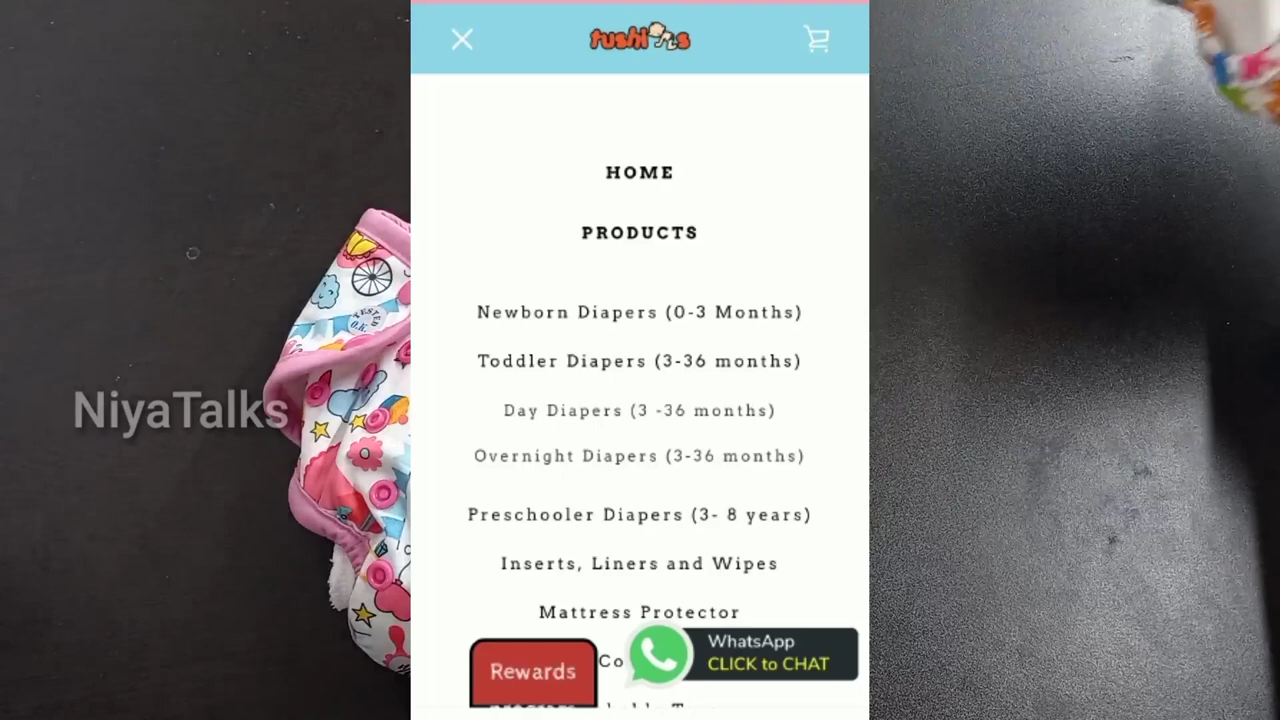 tushions
HOME
PRODUCTS
Newborn Diapers (0-3 Months)
Toddler Diapers (3-36 months)
TESTED
O.K.
NiyaTalks
Day Diapers (3 -36 months)
Overnight Diapers (3-36 months)
Preschooler Diapers (3- 8 years)
Inserts, Liners and Wipes
Mattress Protector
WhatsApp
CLICK to CHAT
Rewards